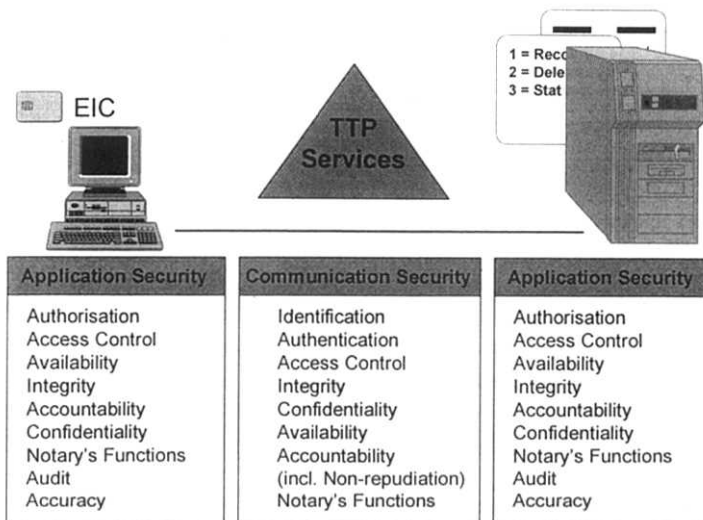 1 = Reco
2 = Dele
3 = Stat
EIC
TTP
Services
Application Security
Authorisation
Access Control
Availability
Integrity
Accountability
Confidentiality
Notary's Functions
Audit
Accuracy
Communication Security
Identification
Authentication
Access Control
Integrity
Confidentiality
Availability
Accountability
(incl. Non-repudiation)
Notary's Functions
Application Security
Authorisation
Access Control
Availability
Integrity
Accountability
Confidentiality
Notary's Functions
Audit
Accuracy